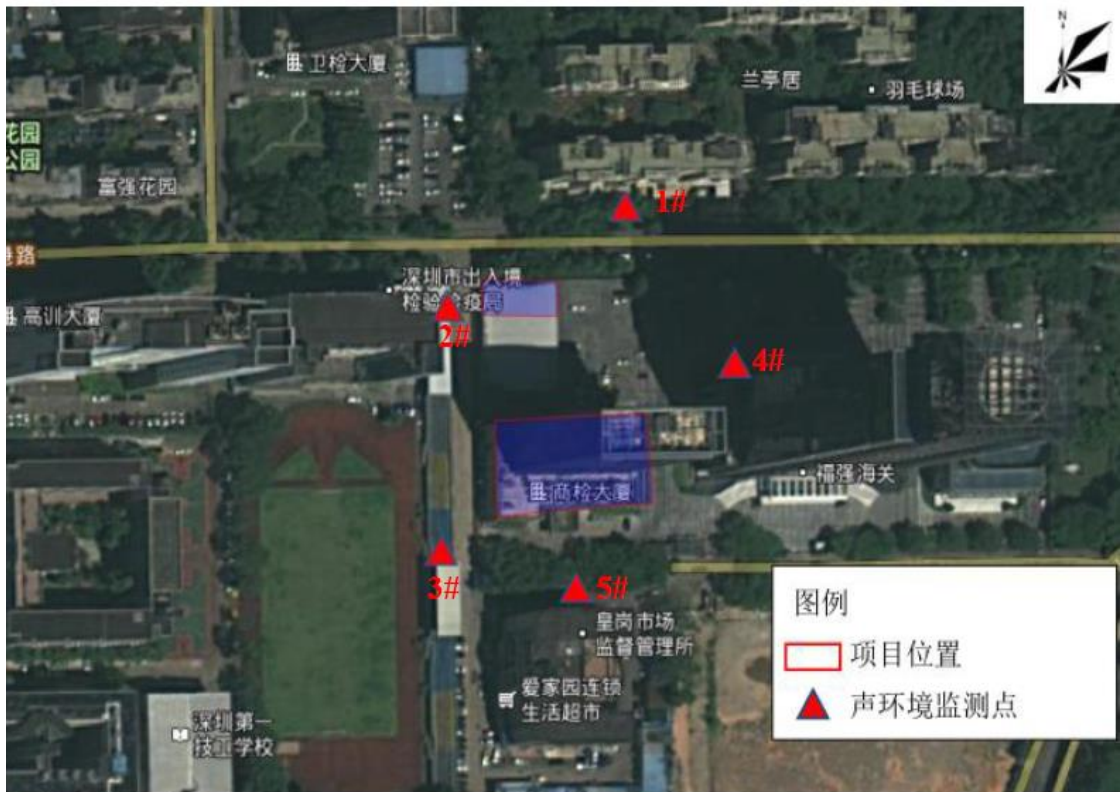 N
卫检大厦
兰亭居
羽毛球场
花园
公园
富强花园
1#
路
深圳市出入境
检验检疫局
高训大厦
2#
4#
福强海关
商检大厦
3#
5#
皇岗市场
监督管理所
爱家园连锁
生活超市
深圳第一
技工学校
图例
项目位置
声环境监测点